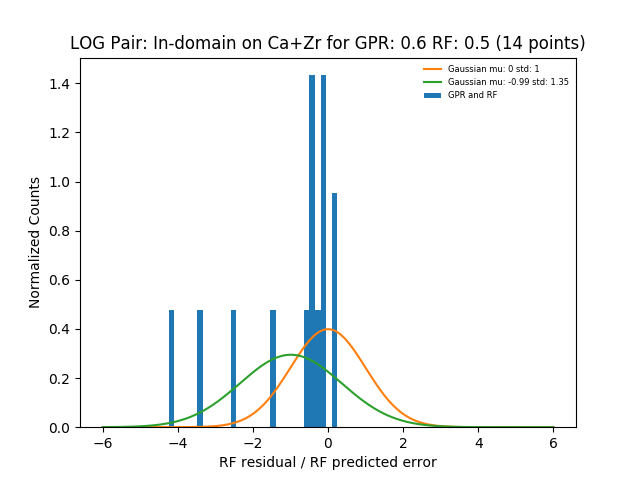 LOG Pair: In-domain on Ca+Zr for GPR: 0.6 RF: 0.5 (14 points)
Gaussian mu: 0 std: 1
Gaussian mu: -0.99 std: 1.35
GPR and RF
Normalized Counts
1.4
1.2
1.0
0.8
0.6
0.4
0.2
0.0
−6 −4 −2 0 2 4 6
RF residual / RF predicted error